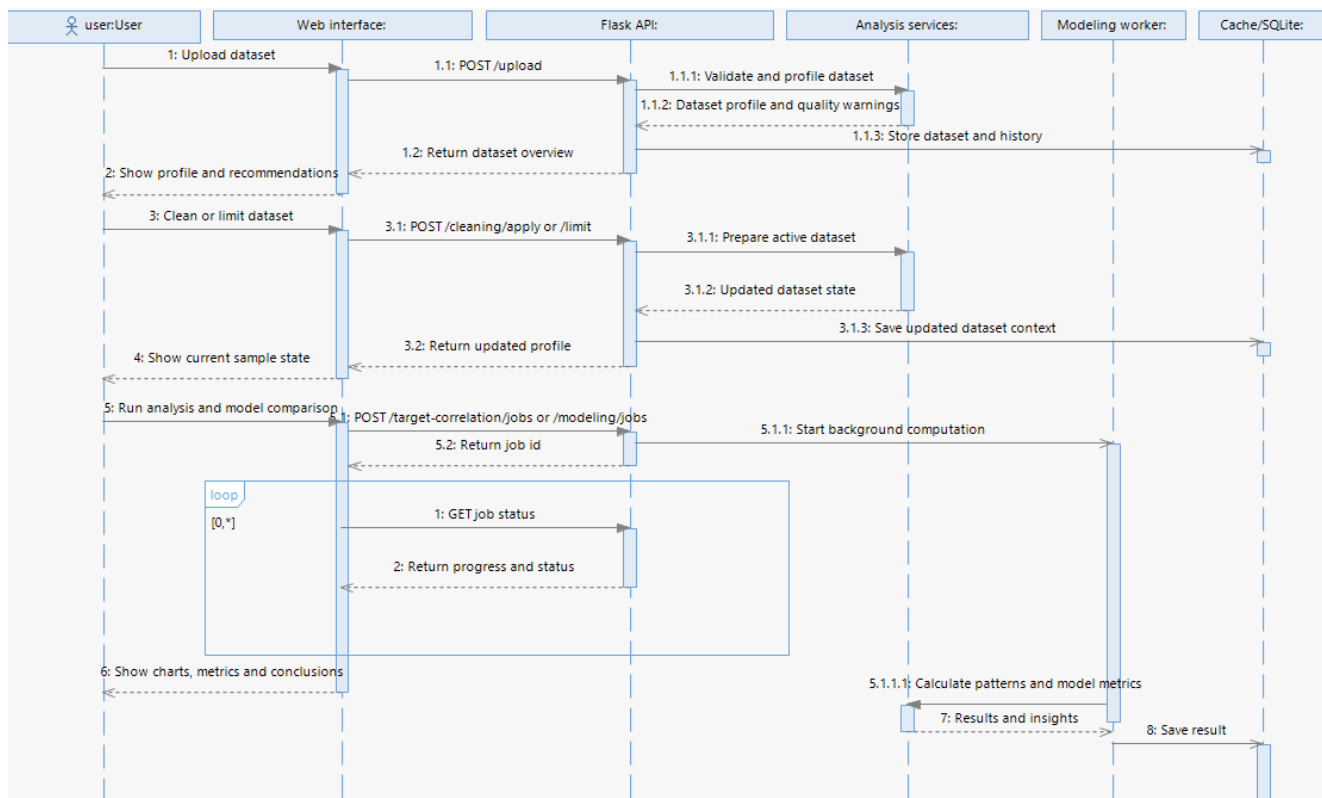 user:User
Web interface:
Flask API:
Analysis services:
Modeling worker:
Cache/SQLite:
1: Upload dataset
1.1: POST /upload
1.1.1: Validate and profile dataset
1.1.2: Dataset profile and quality warnings
1.1.3: Store dataset and history
1.2: Return dataset overview
2: Show profile and recommendations
3: Clean or limit dataset
3.1: POST /cleaning/apply or /limit
3.1.1: Prepare active dataset
3.1.2: Updated dataset state
3.1.3: Save updated dataset context
3.2: Return updated profile
4: Show current sample state
5: Run analysis and model comparison
5.1: POST /target-correlation/jobs or /modeling/jobs
5.1.1: Start background computation
5.2: Return job id
loop
[0,*]
1: GET job status
2: Return progress and status
6: Show charts, metrics and conclusions
5.1.1.1: Calculate patterns and model metrics
7: Results and insights
8: Save result